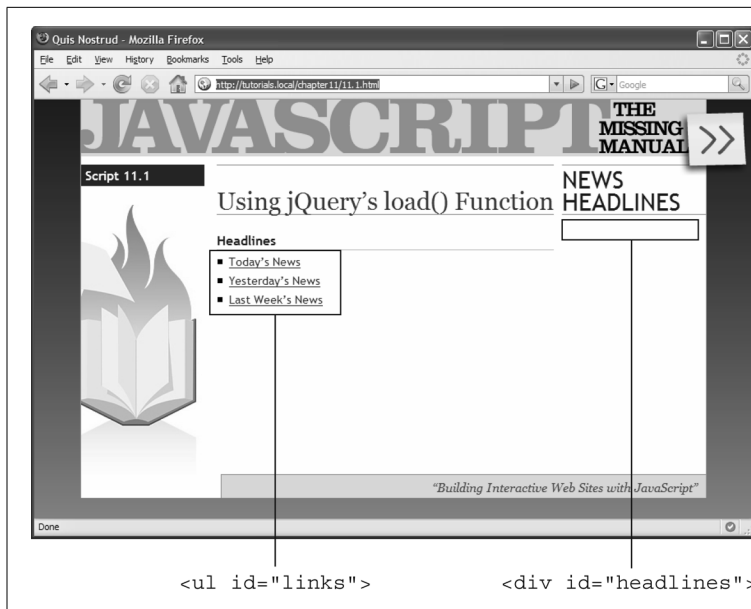 Quis Nostrud - Mozilla Firefox
File Edit View History Bookmarks Tools Help
http://tutorials.local/chapter11/11.1.html
G Google
JAVASCRIPT
THE
MISSING
MANUAL
>>
Script 11.1
Using jQuery's load() Function
NEWS
HEADLINES
Headlines
Today's News
Yesterday's News
Last Week's News
"Building Interactive Web Sites with JavaScript"
Done
<ul id="links">
<div id="headlines">